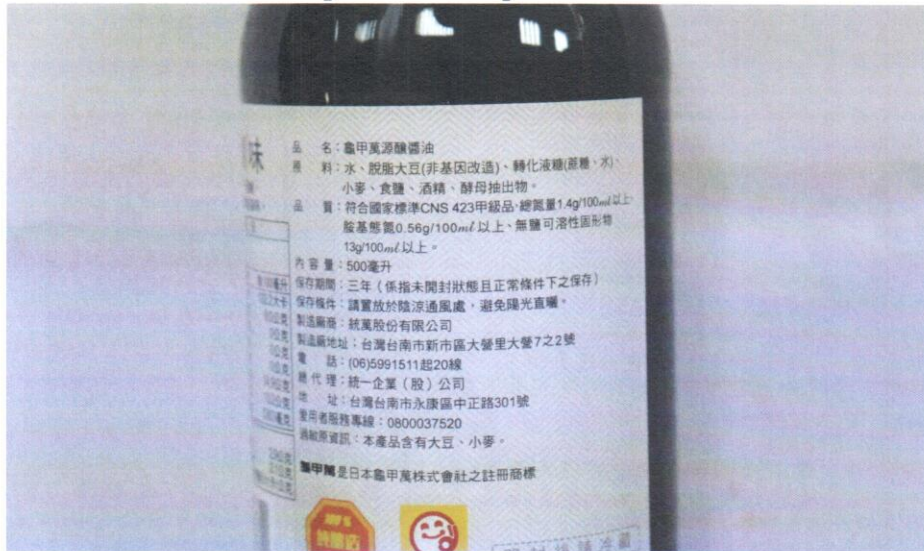 味
品　名：龜甲萬源釀醬油
原　料：水、脫脂大豆(非基因改造)、轉化液糖(蔗糖、水)、
小麥、食鹽、酒精、酵母抽出物。
品　質：符合國家標準CNS 423甲級品、總氮量1.4g/100ml以上、
胺基態氮0.56g/100ml以上、無鹽可溶性固形物
13g/100ml以上。
內容量：500毫升
保存期間：三年（係指未開封狀態且正常條件下之保存）
保存條件：請置放於陰涼通風處，避免陽光直曬。
製造廠商：統萬股份有限公司
製造廠地址：台灣台南市新市區大營里大營7之2號
電　話：(06)5991511起20線
總代理：統一企業（股）公司
地　址：台灣台南市永康區中正路301號
愛用者服務專線：0800037520
過敏原資訊：本產品含有大豆、小麥。
龜甲萬是日本龜甲萬株式會社之註冊商標